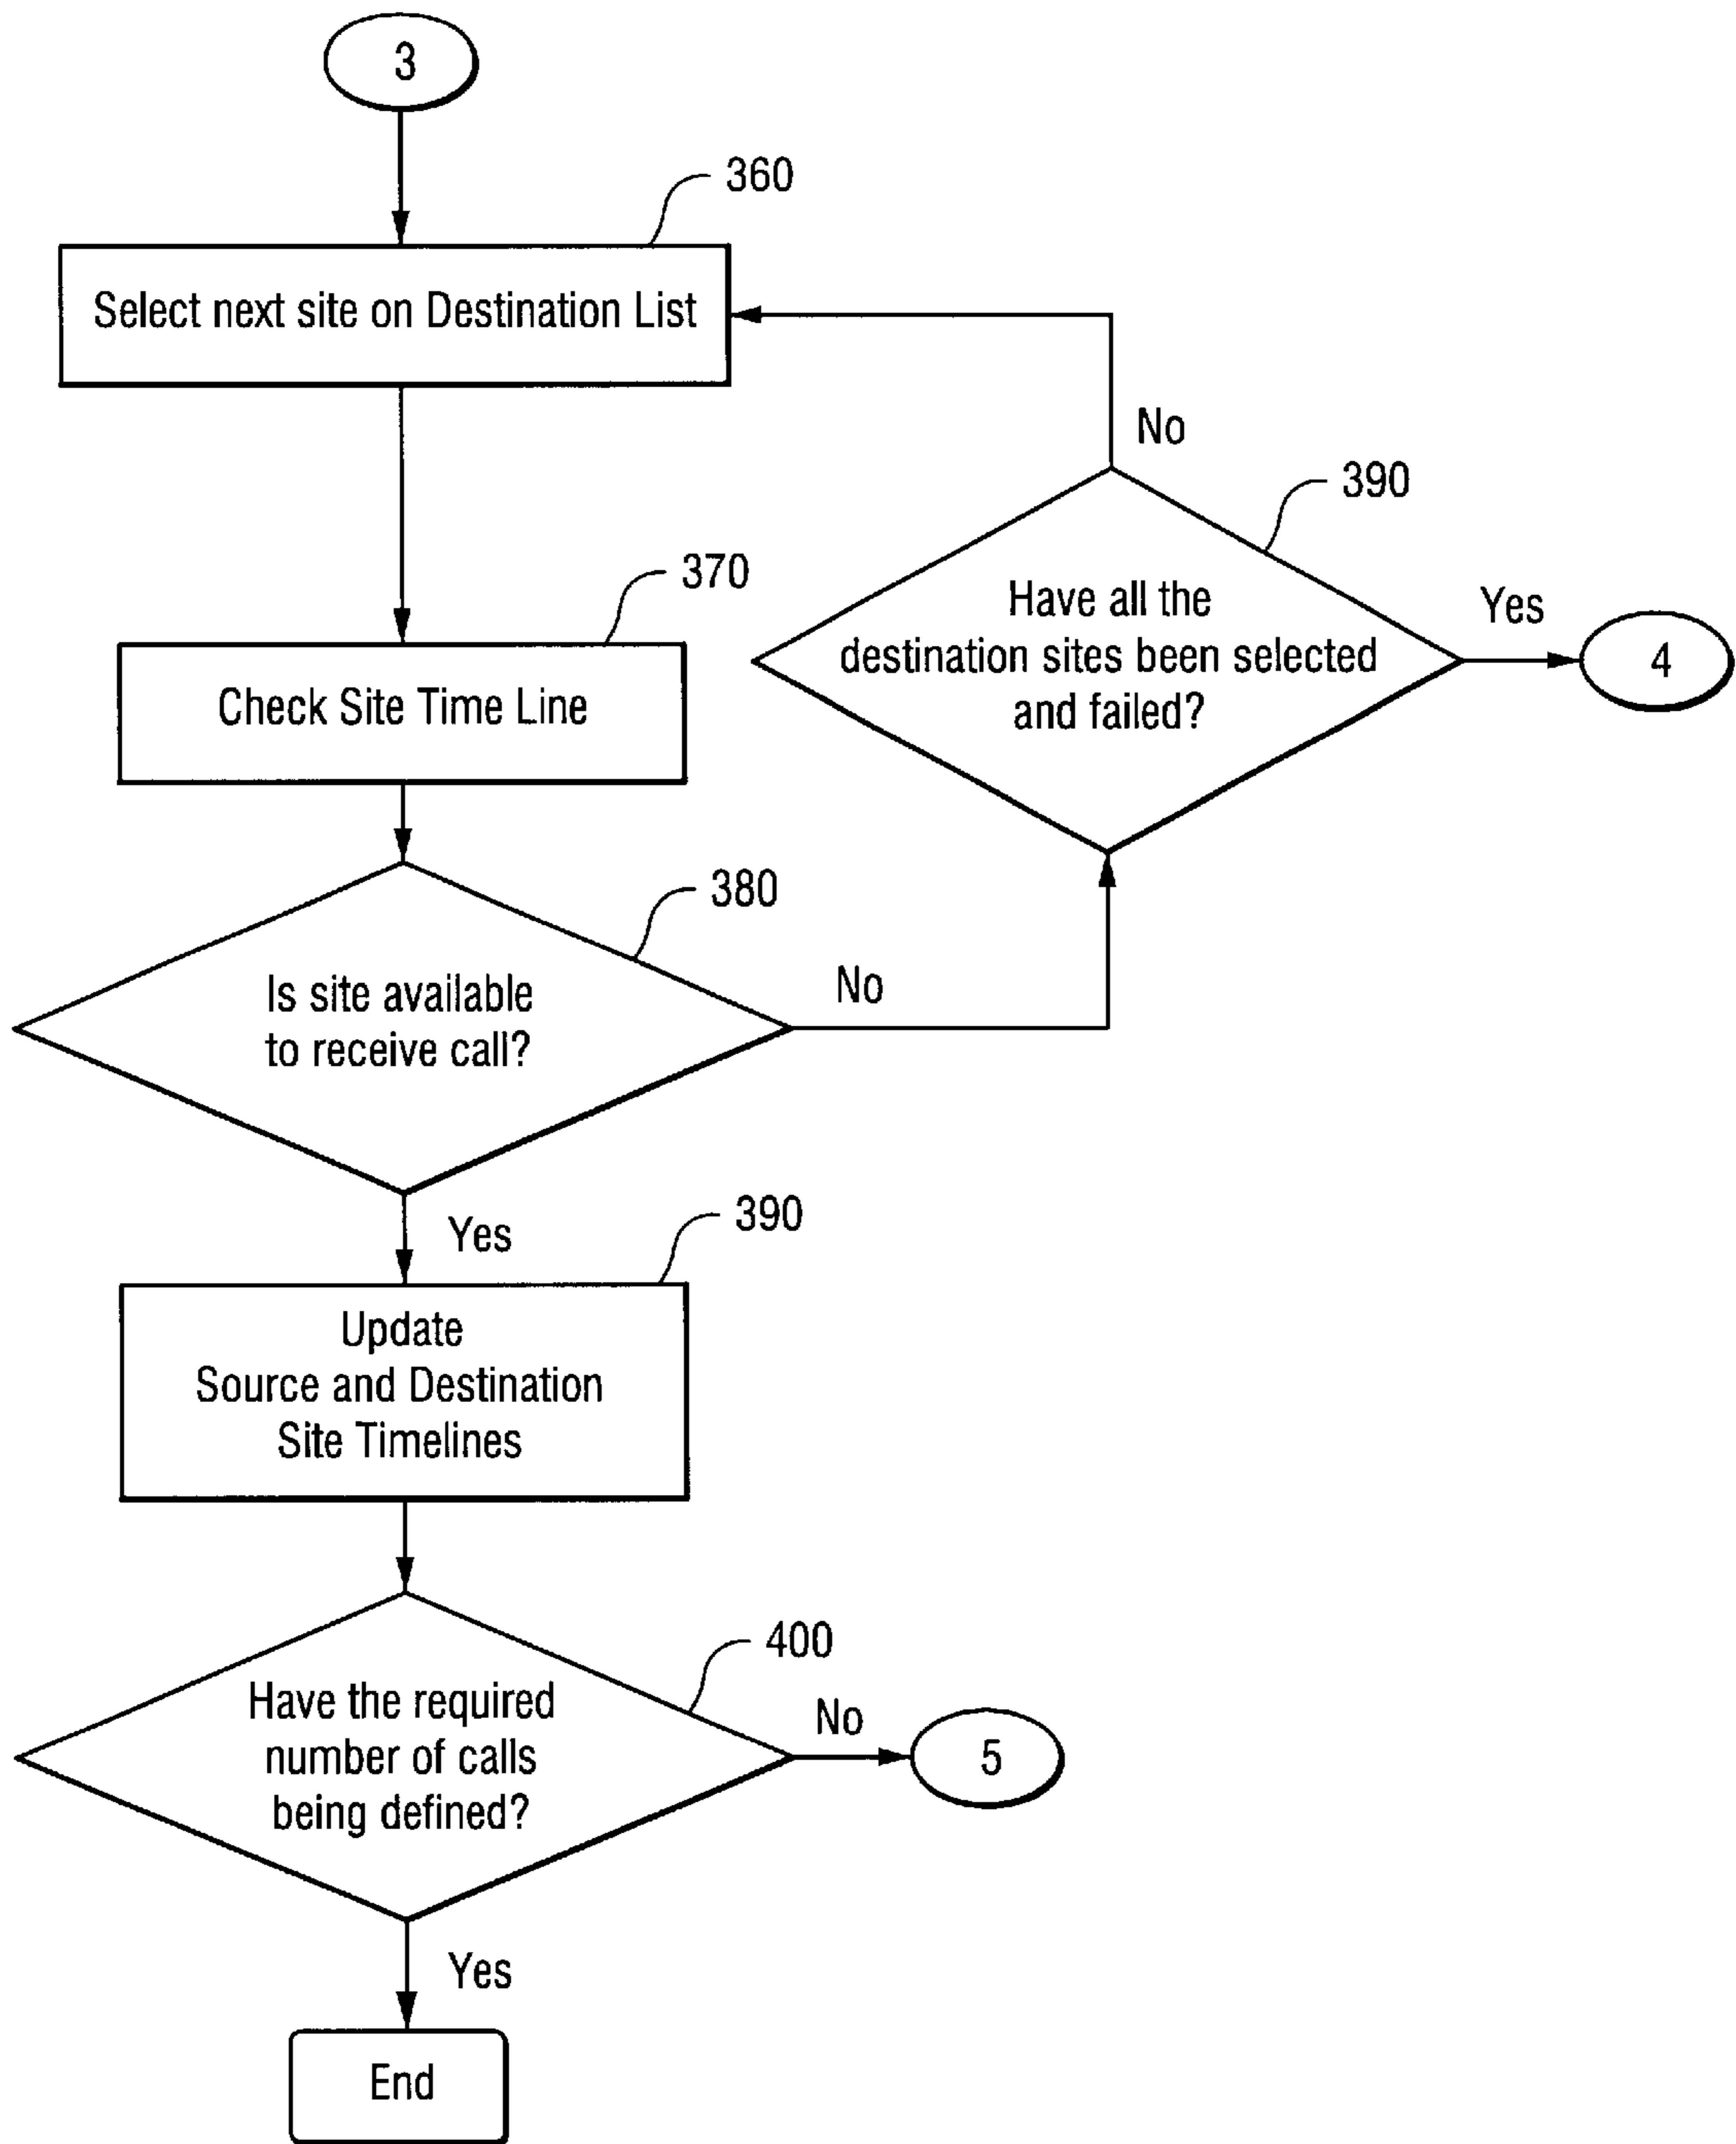 3
360
Select next site on Destination List
No
390
370
Have all the
destination sites been selected
and failed?
Yes
4
Check Site Time Line
380
Is site available
to receive call?
No
Yes
390
Update
Source and Destination
Site Timelines
400
Have the required
number of calls
being defined?
No
5
Yes
End